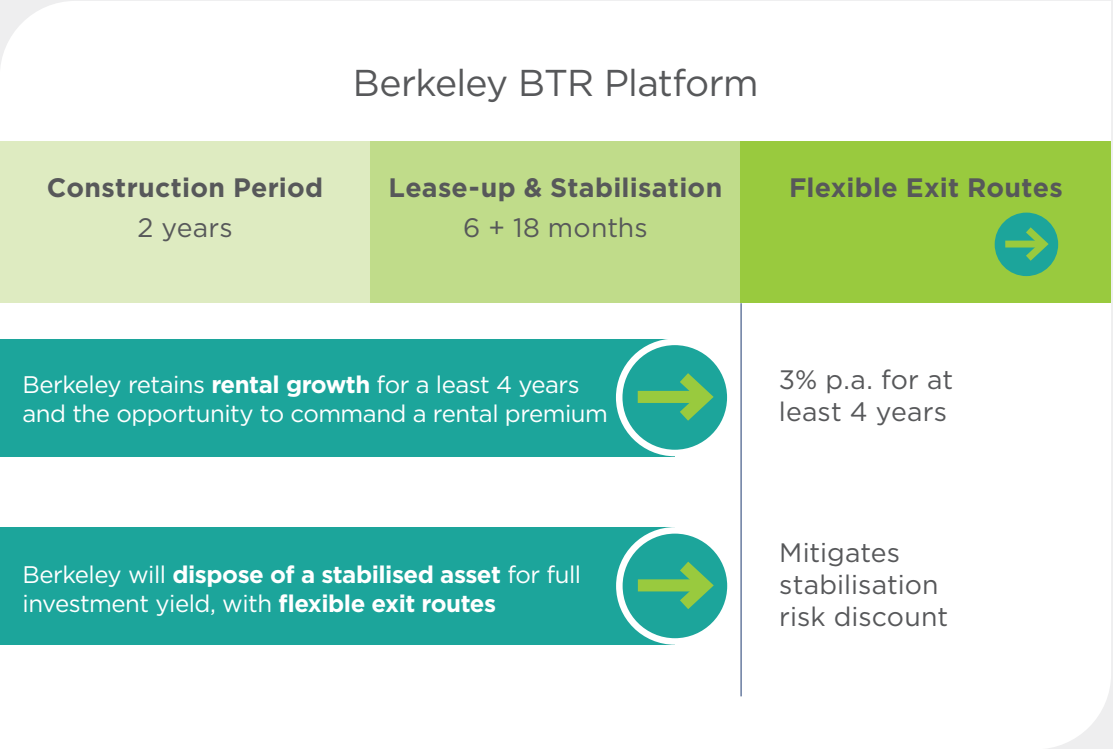 Berkeley BTR Platform
Construction Period
2 years
Lease-up & Stabilisation
6 + 18 months
Flexible Exit Routes
Berkeley retains rental growth for a least 4 years
and the opportunity to command a rental premium
3% p.a. for at
least 4 years
Berkeley will dispose of a stabilised asset for full
investment yield, with flexible exit routes
Mitigates
stabilisation
risk discount